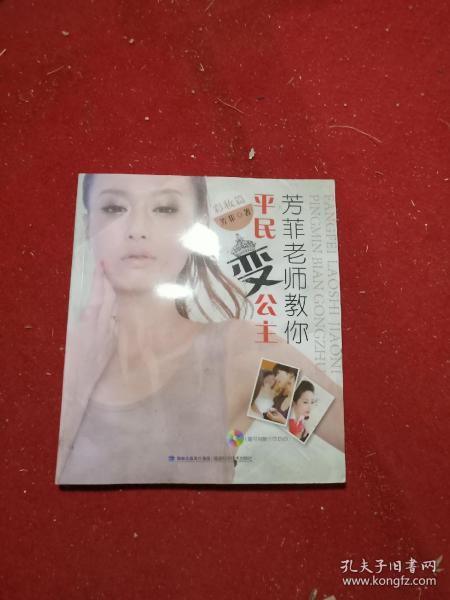 芳菲老师教你
平民变公主
彩妆篇
芳菲 ◎ 著
FANGFEI LAOSHI JIAONI
PINGMIN BIAN GONGZHU
孔夫子旧书网
www.kongfz.com